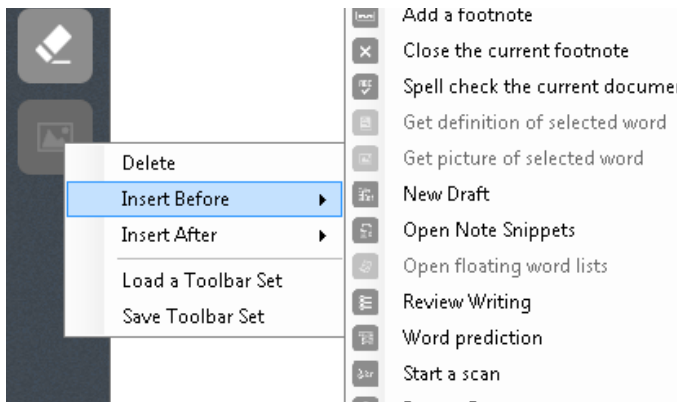 Delete
Insert Before
Insert After
Load a Toolbar Set
Save Toolbar Set
Add a footnote
Close the current footnote
Spell check the current
Get definition of selected word
Get picture of selected word
New Draft
Open Note Snippets
Open floating word lists
Review Writing
Word prediction
Start a scan